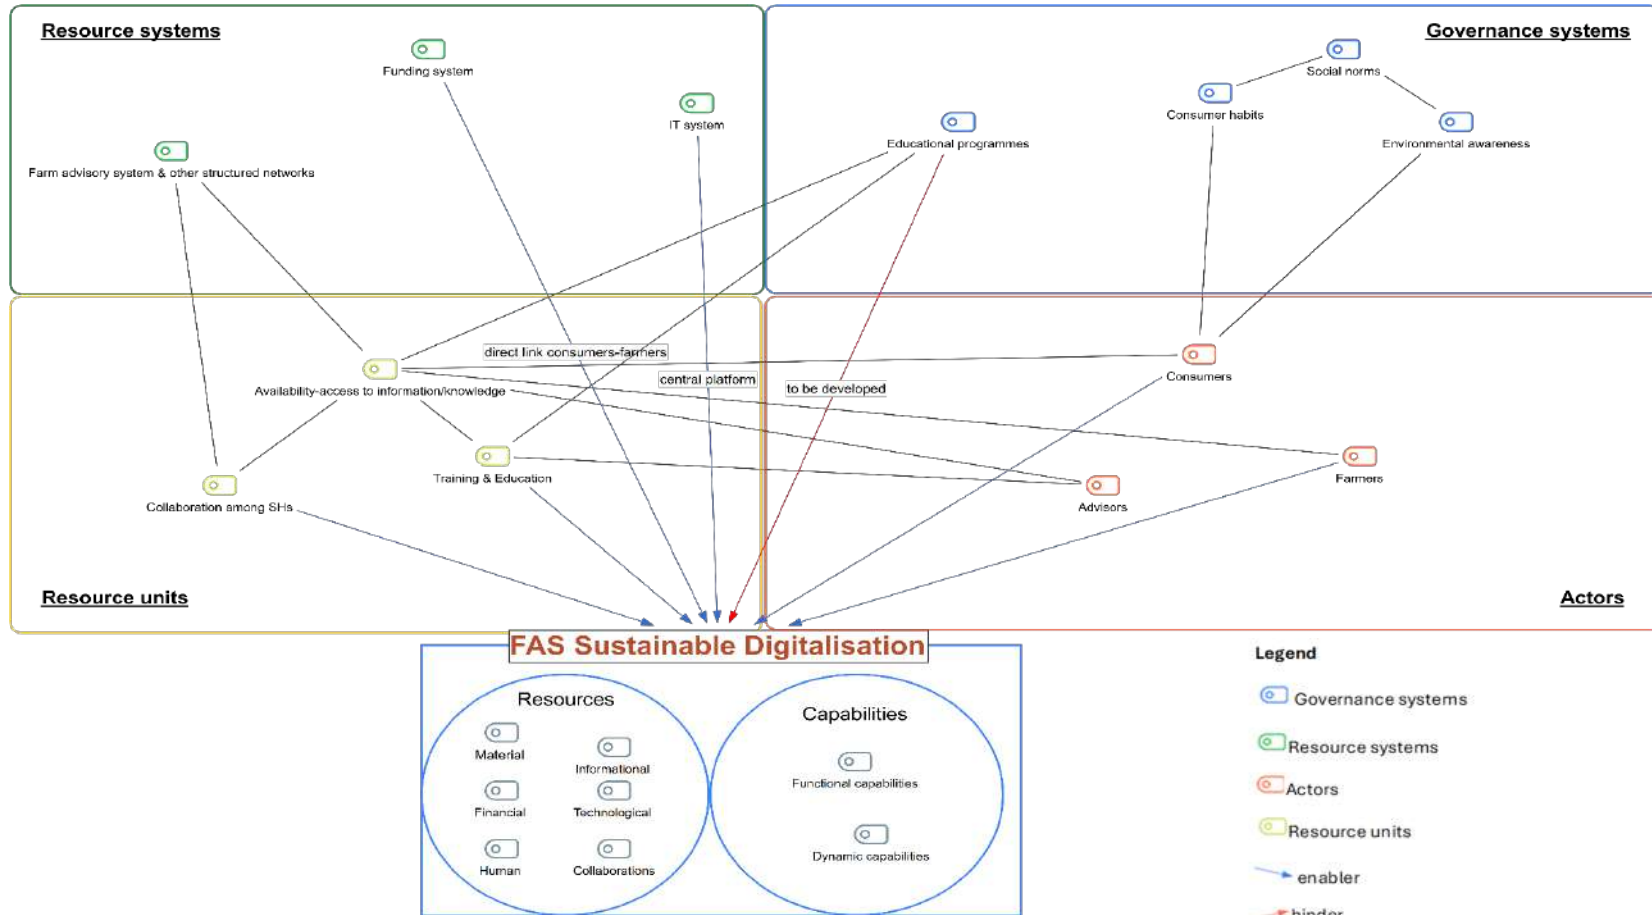 Resource systems
Governance systems
Funding system
Social norms
IT system
Consumer habits
Educational programmes
Environmental awareness
Farm advisory system & other structured networks
direct link consumers-farmers
central platform
to be developed
Availability-access to information/knowledge
Consumers
Training & Education
Farmers
Collaboration among SHs
Advisors
Resource units
Actors
FAS Sustainable Digitalisation
Resources
Capabilities
Material
Informational
Financial
Technological
Human
Collaborations
Functional capabilities
Dynamic capabilities
Legend
Governance systems
Resource systems
Actors
Resource units
enabler
hinder